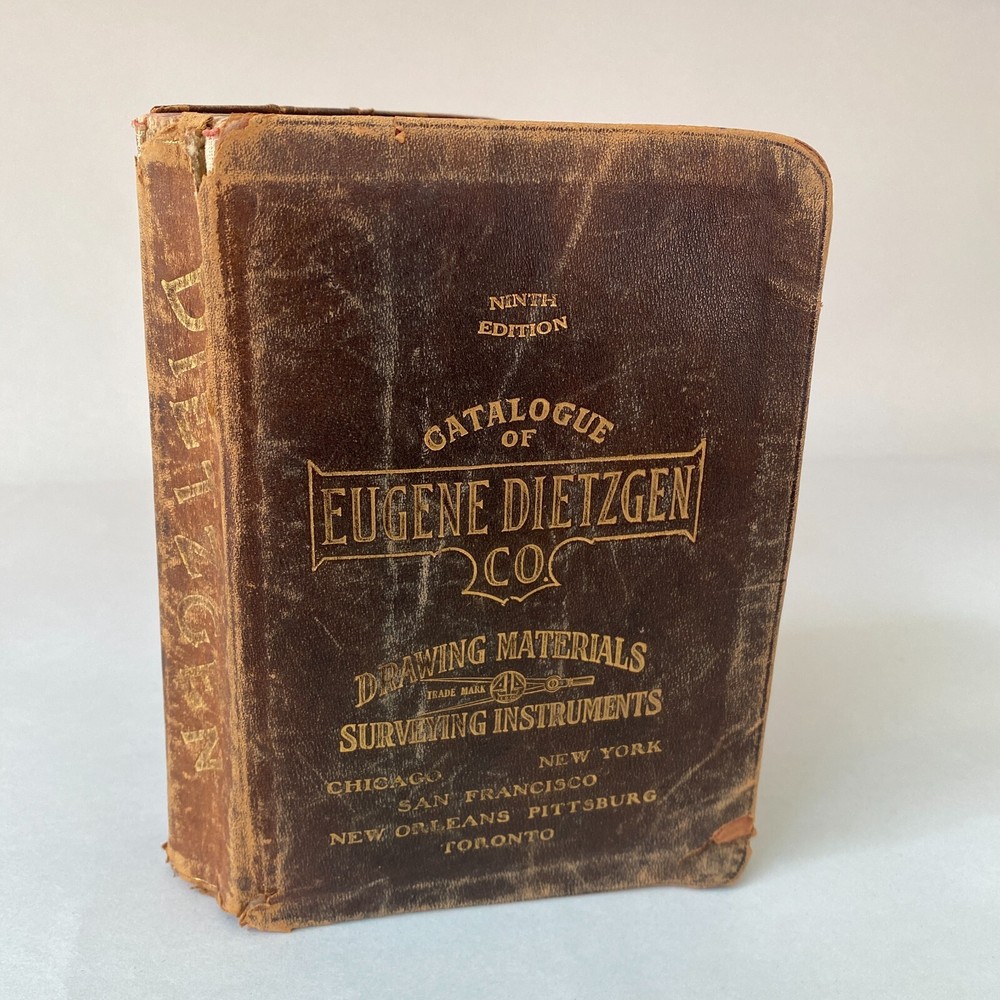 DIETZGEN
NINTH
EDITION
CATALOGUE
OF
EUGENE DIETZGEN
CO.
DRAWING MATERIALS
TRADE MARK
SURVEYING INSTRUMENTS
CHICAGO NEW YORK
SAN FRANCISCO
NEW ORLEANS PITTSBURG
TORONTO